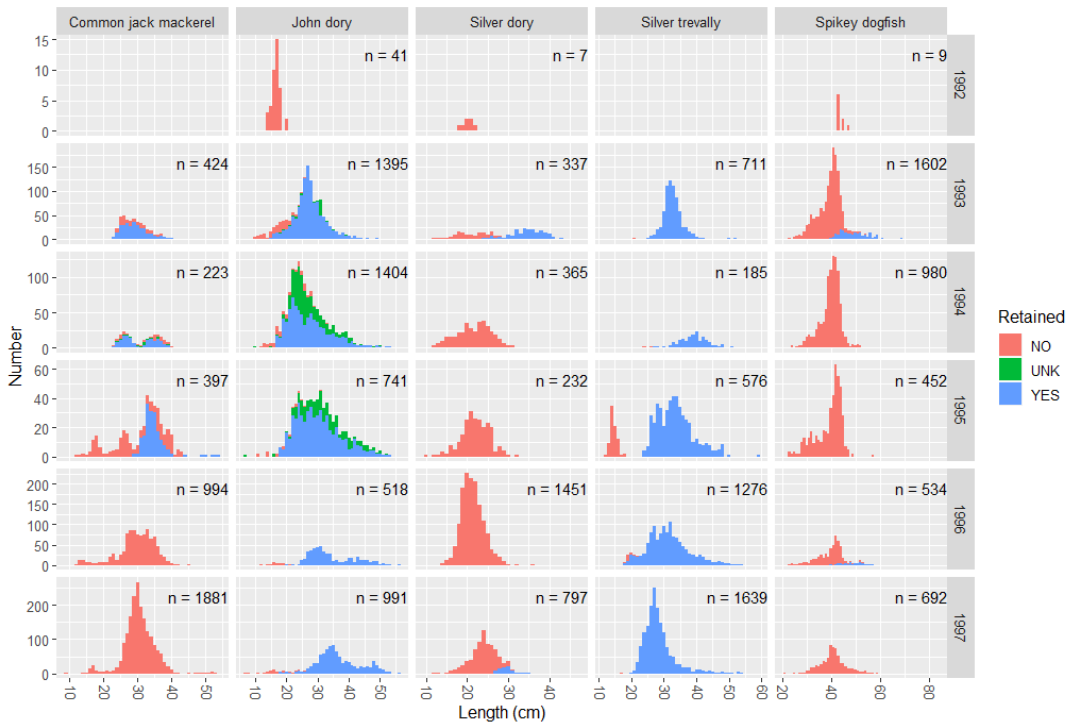 Common jack mackerel John dory Silver dory Silver trevally Spikey dogfish
15
10
5
0
n = 41 n = 7 n = 9
1992
150
100
50
0
n = 424 n = 1395 n = 337 n = 711 n = 1602
1993
100
50
0
n = 223 n = 1404 n = 365 n = 185 n = 980
1994
60
40
20
0
n = 397 n = 741 n = 232 n = 576 n = 452
1995
200
150
100
50
0
n = 994 n = 518 n = 1451 n = 1276 n = 534
1996
200
100
0
n = 1881 n = 991 n = 797 n = 1639 n = 692
1997
10 20 30 40 50 10 20 30 40 50 10 20 30 40 10 20 30 40 50 60 20 40 60 80
Length (cm)
Number
Retained
NO
UNK
YES